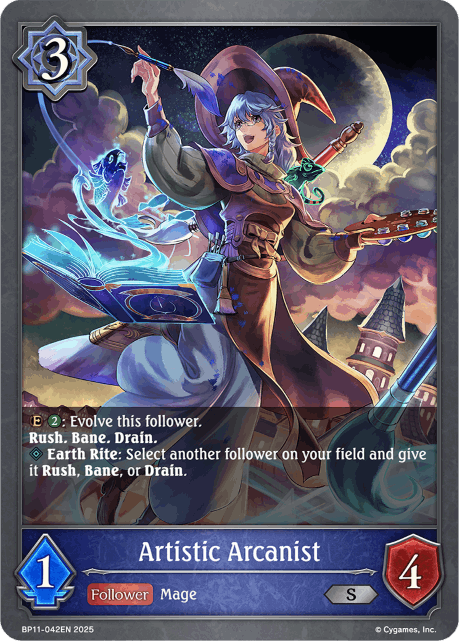 3
E 2: Evolve this follower.
Rush. Bane. Drain.
Earth Rite: Select another follower on your field and give
it Rush, Bane, or Drain.
Artistic Arcanist
1
Follower Mage
S
4
BP11-042EN 2025
© Cygames, Inc.